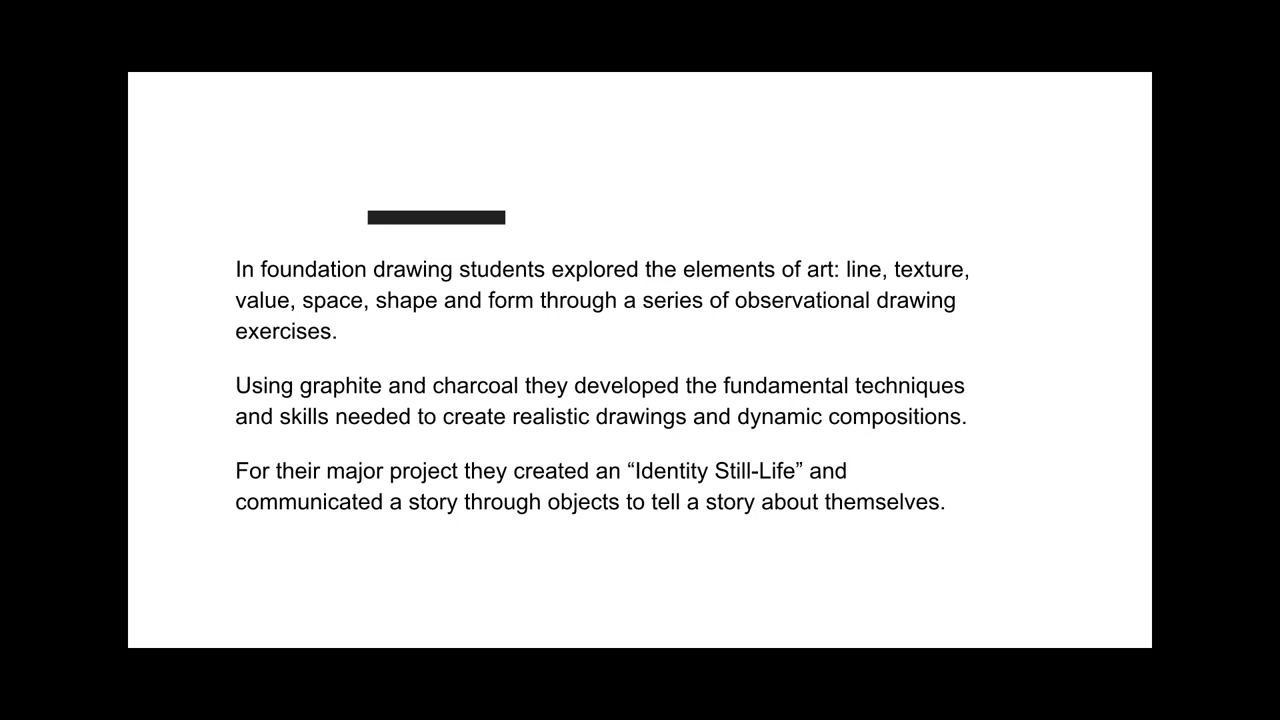 In foundation drawing students explored the elements of art: line, texture,
value, space, shape and form through a series of observational drawing
exercises.
Using graphite and charcoal they developed the fundamental techniques
and skills needed to create realistic drawings and dynamic compositions.
For their major project they created an “Identity Still-Life” and
communicated a story through objects to tell a story about themselves.